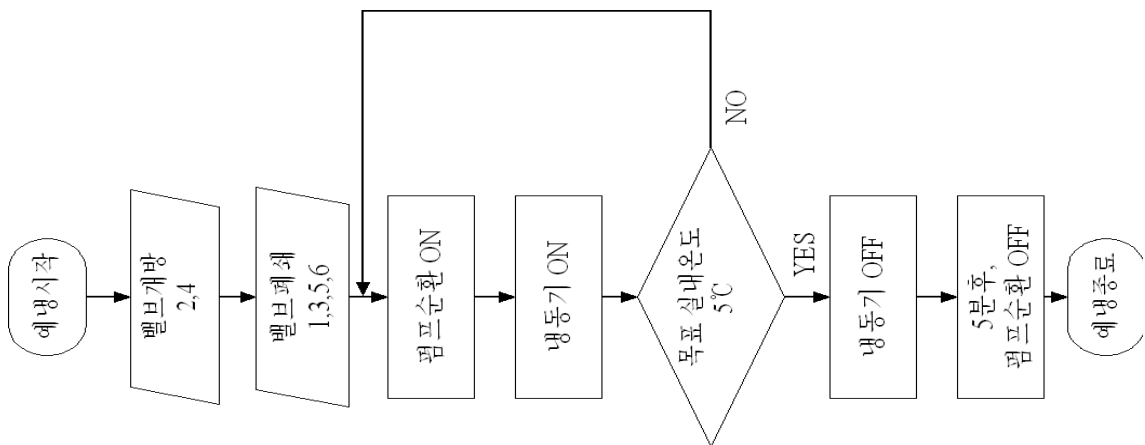 예냉시작
밸브개방
2,4
밸브폐쇄
1,3,5,6
펌프순환 ON
냉동기 ON
목표 실내온도
5℃
NO
YES
냉동기 OFF
5분후,
펌프순환 OFF
예냉종료